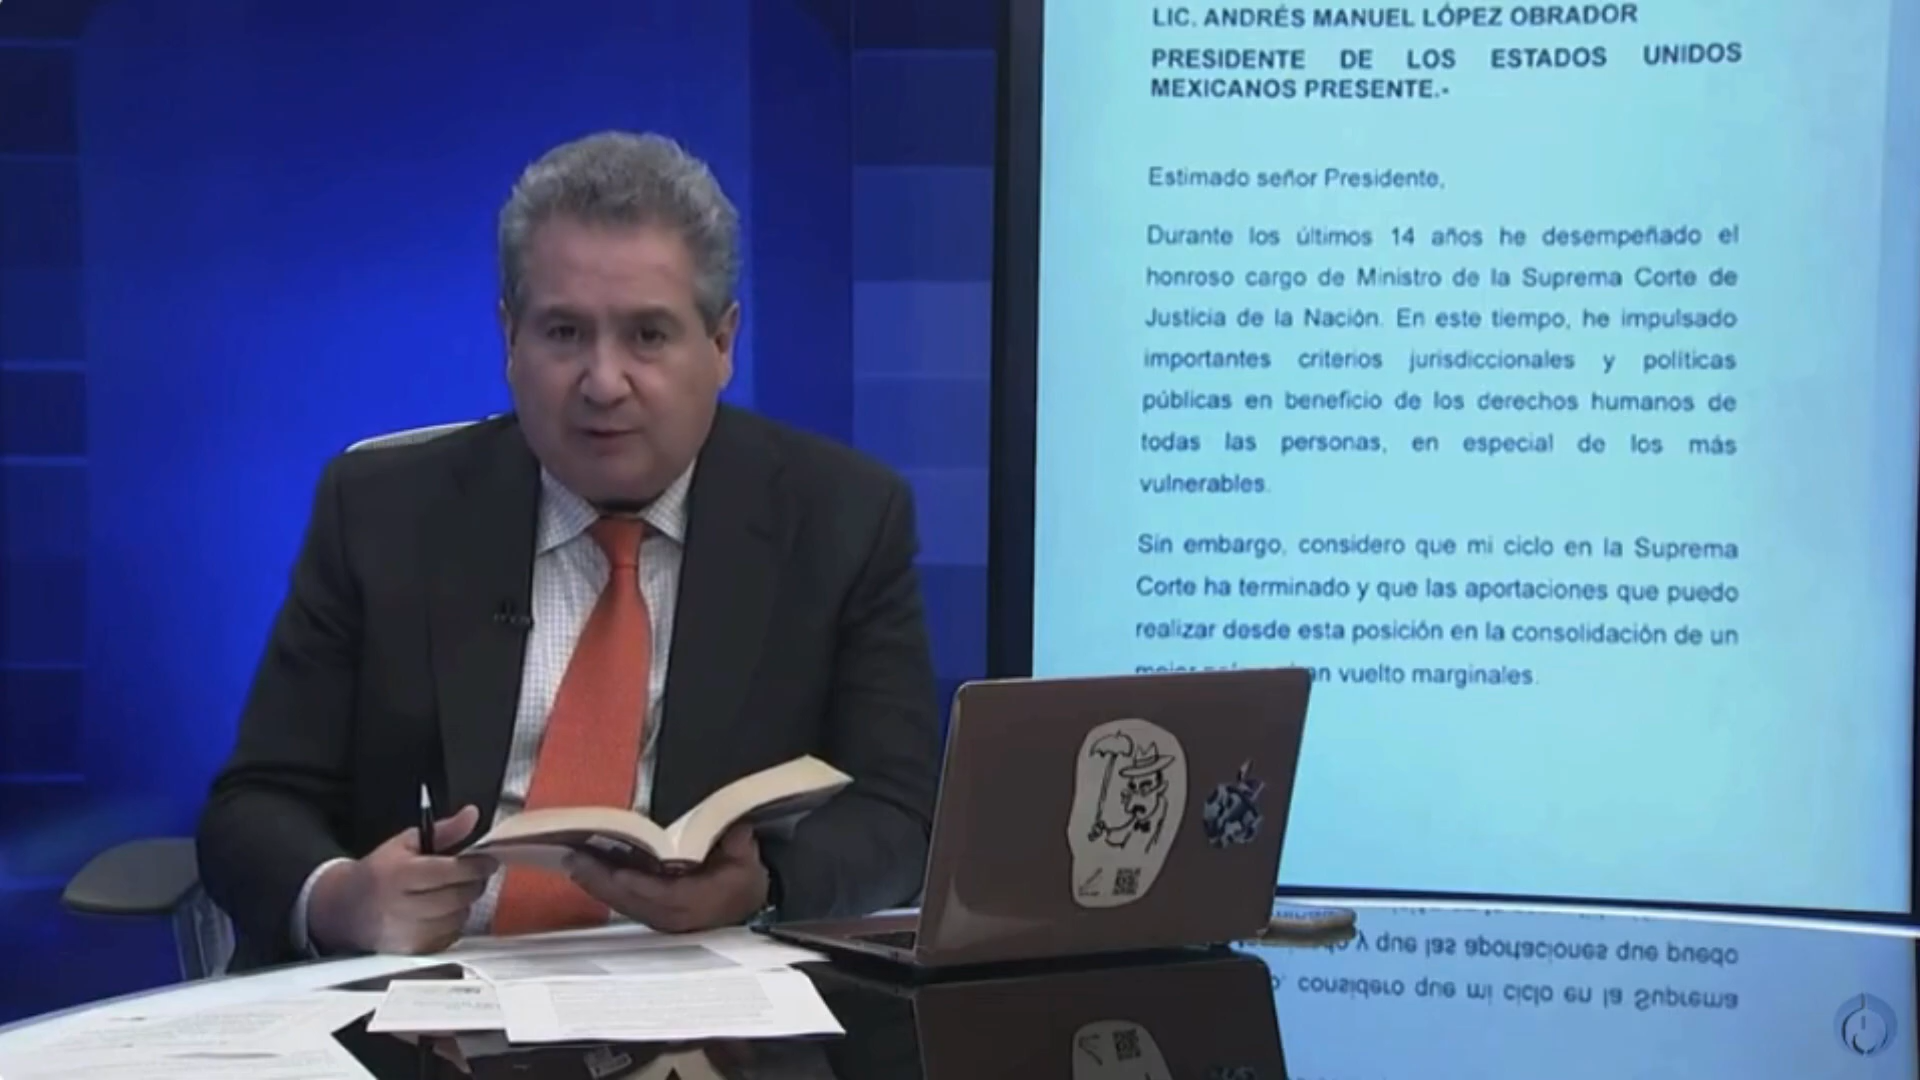 LIC. ANDRÉS MANUEL LÓPEZ OBRADOR
PRESIDENTE DE LOS ESTADOS UNIDOS
MEXICANOS PRESENTE.-
Estimado señor Presidente,
Durante los últimos 14 años he desempeñado el
honroso cargo de Ministro de la Suprema Corte de
Justicia de la Nación. En este tiempo, he impulsado
importantes criterios jurisdiccionales y políticas
públicas en beneficio de los derechos humanos de
todas las personas, en especial de los más
vulnerables.
Sin embargo, considero que mi ciclo en la Suprema
Corte ha terminado y que las aportaciones que puedo
realizar desde esta posición en la consolidación de un
vuelto marginales.